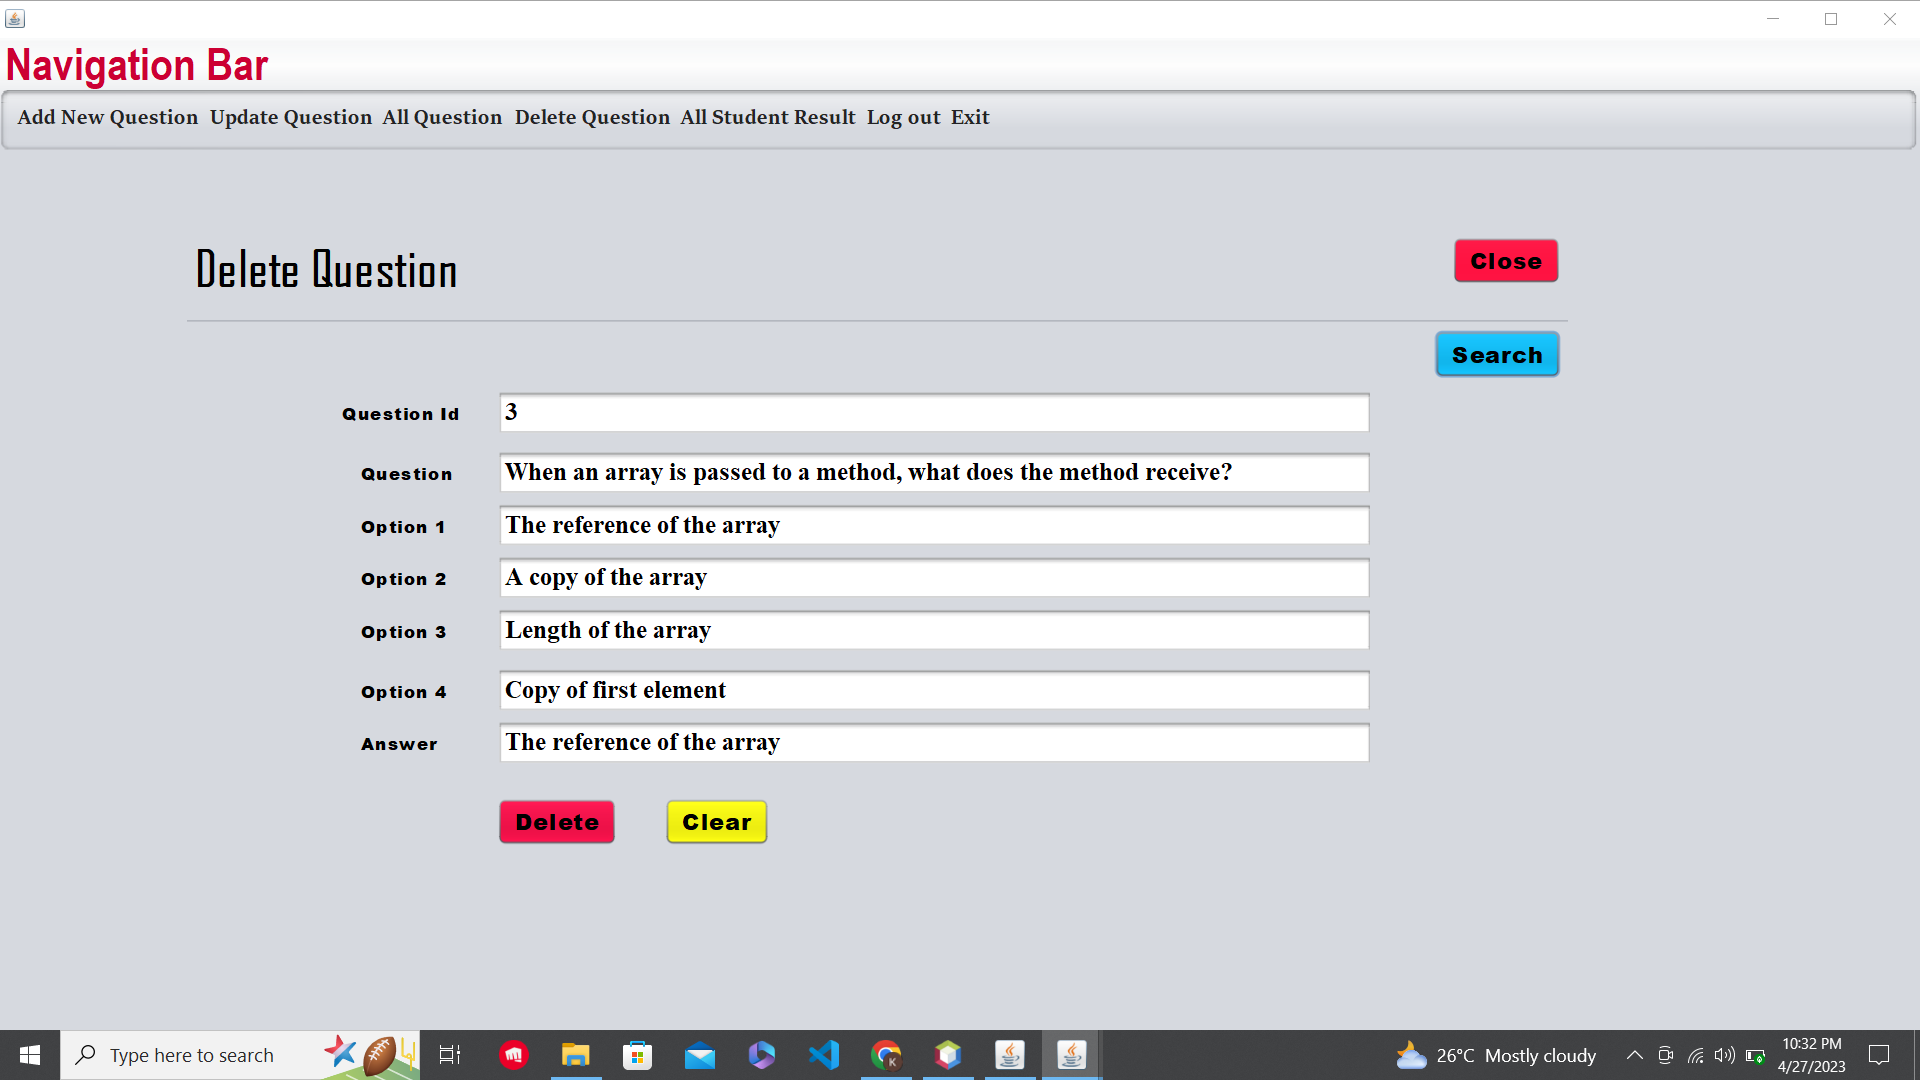 Navigation Bar
Add New Question Update Question All Question Delete Question All Student Result Log out Exit
Delete Question
Close
Search
Question Id 3
Question When an array is passed to a method, what does the method receive?
Option 1 The reference of the array
Option 2 A copy of the array
Option 3 Length of the array
Option 4 Copy of first element
Answer The reference of the array
Delete Clear
Type here to search
K
26°C Mostly cloudy
10:32 PM
4/27/2023